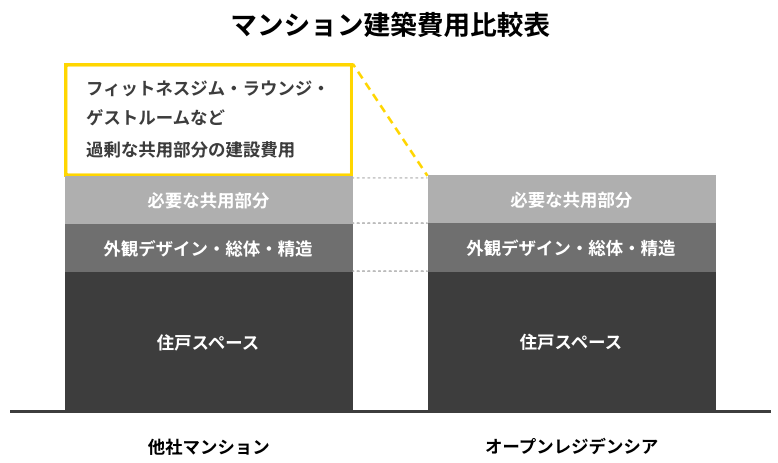 マンション建築費用比較表
フィットネスジム・ラウンジ・
ゲストルームなど
過剰な共用部分の建設費用
必要な共用部分
必要な共用部分
外観デザイン・総体・精造
外観デザイン・総体・精造
住戸スペース
住戸スペース
他社マンション
オープンレジデンシア